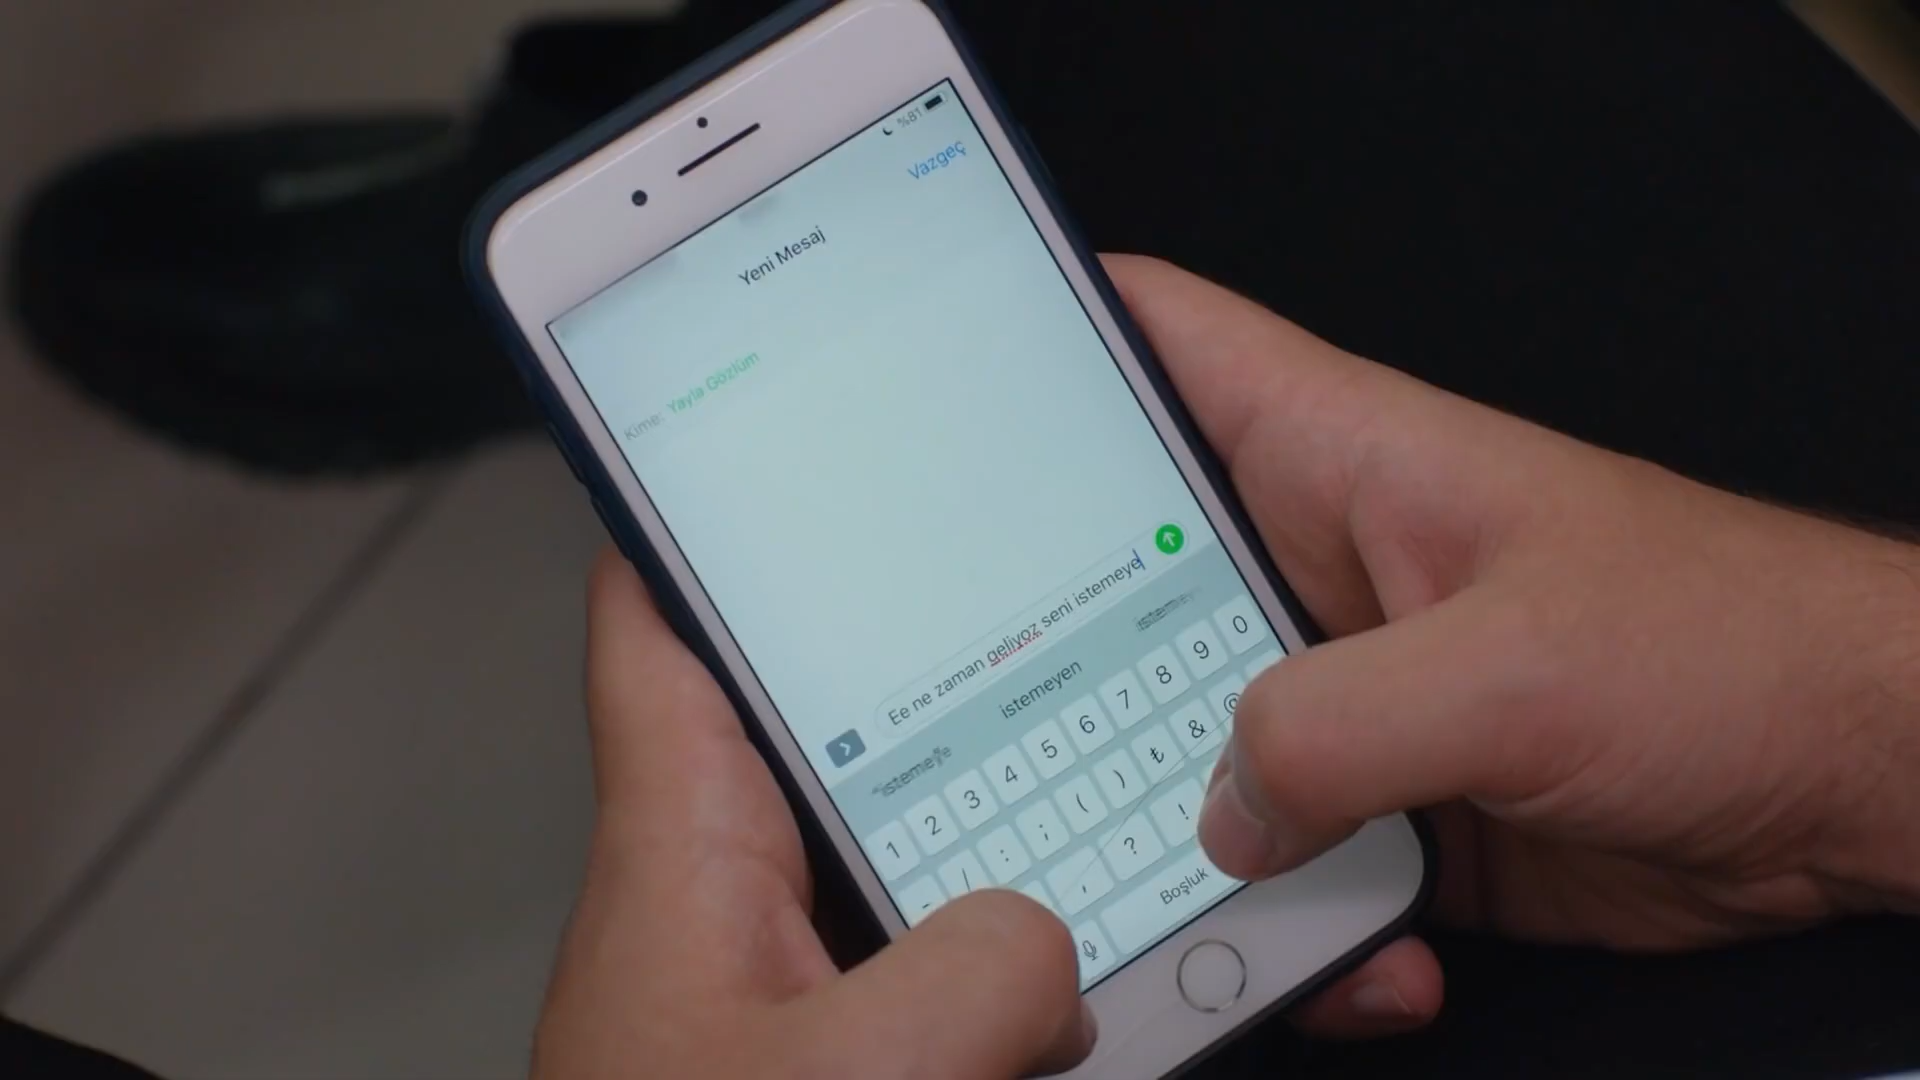 %81
Vazgeç
Yeni Mesaj
Kime: Yayla Gözlüm
Ee ne zaman geliyoz seni istemeye
istemeyen
1 2 3 4 5 6 7 8 9 0
- / : ; ( ) ₺ & @
, ? !
Boşluk